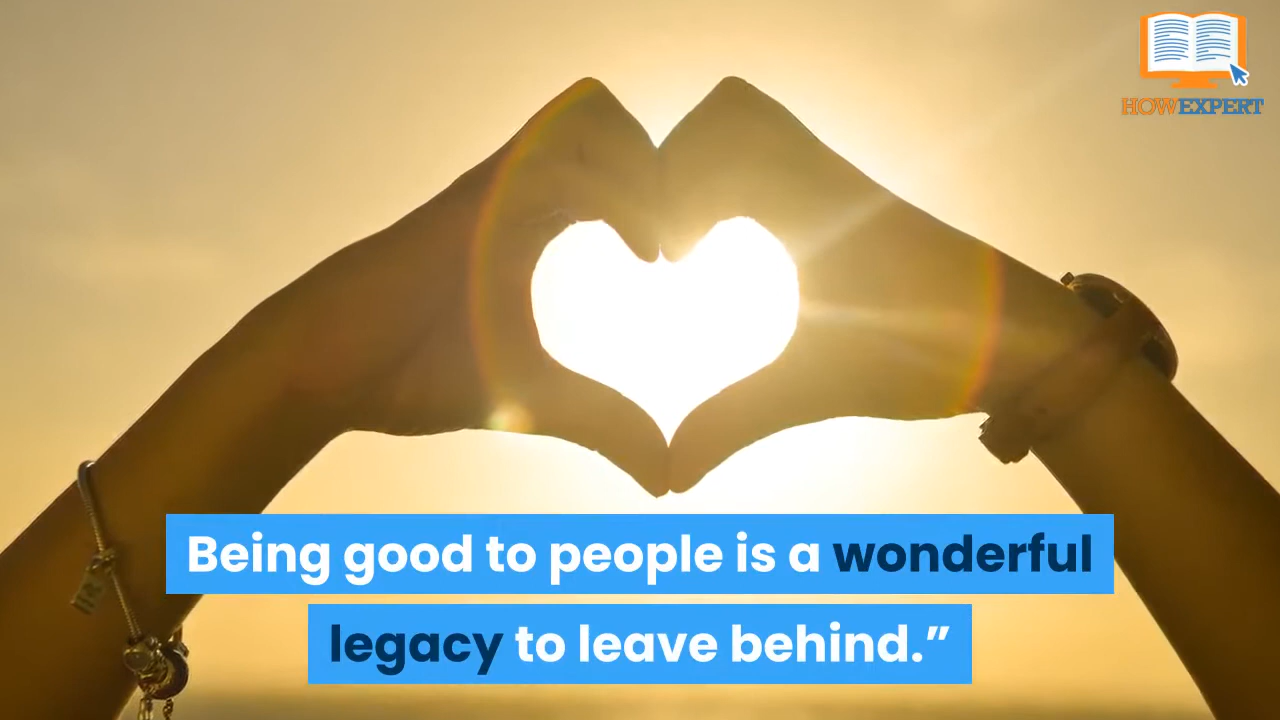 HOWEXPERT
Being good to people is a wonderful
legacy to leave behind.”